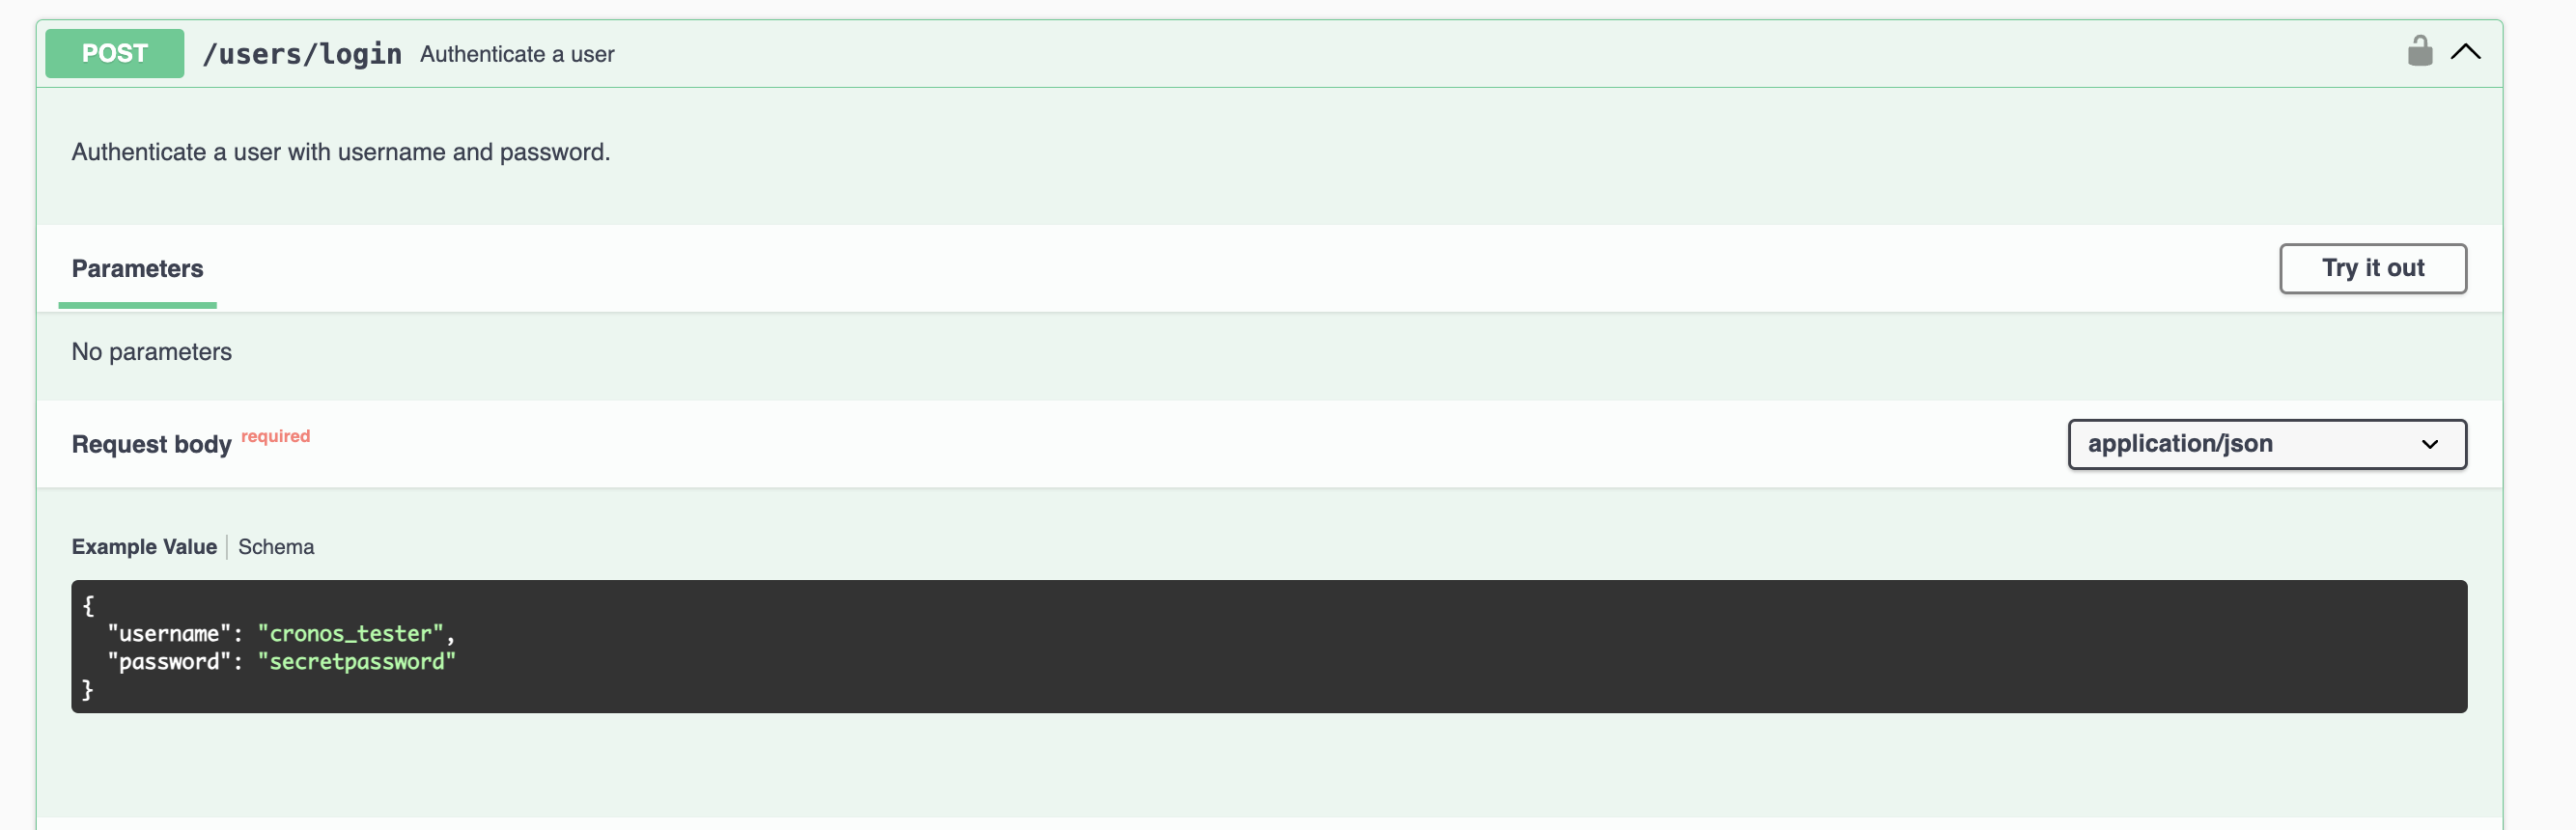 POST /users/login Authenticate a user
Authenticate a user with username and password.
Parameters Try it out
No parameters
Request body required application/json
Example Value Schema
{
"username": "cronos_tester",
"password": "secretpassword"
}